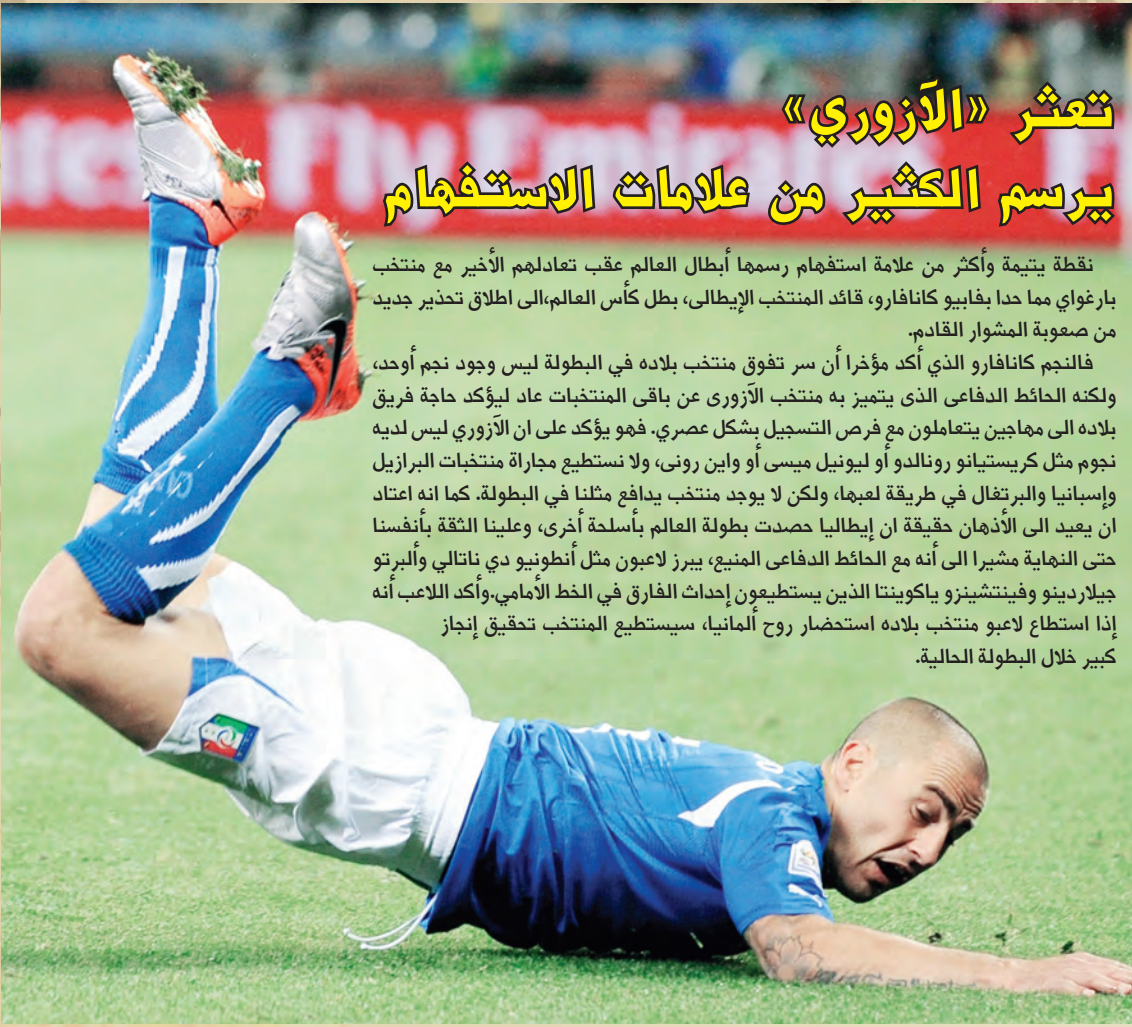 تعثر «الآزوري»
يرسم الكثير من علامات الاستفهام
Fly Emirates
نقطة يتيمة وأكثر من علامة استفهام رسمها أبطال العالم عقب تعادلهم الأخير مع منتخب
بارغواي مما حدا بفابيو كانافارو، قائد المنتخب الإيطالى، بطل كأس العالم،الى اطلاق تحذير جديد
من صعوبة المشوار القادم.
فالنجم كانافارو الذي أكد مؤخرا أن سر تفوق منتخب بلاده في البطولة ليس وجود نجم أوحد،
ولكنه الحائط الدفاعى الذى يتميز به منتخب الآزورى عن باقى المنتخبات عاد ليؤكد حاجة فريق
بلاده الى مهاجين يتعاملون مع فرص التسجيل بشكل عصري. فهو يؤكد على ان الآزوري ليس لديه
نجوم مثل كريستيانو رونالدو أو ليونيل ميسى أو واين رونى، ولا نستطيع مجاراة منتخبات البرازيل
وإسبانيا والبرتغال في طريقة لعبها، ولكن لا يوجد منتخب يدافع مثلنا في البطولة. كما انه اعتاد
ان يعيد الى الأذهان حقيقة ان إيطاليا حصدت بطولة العالم بأسلحة أخرى، وعلينا الثقة بأنفسنا
حتى النهاية مشيرا الى أنه مع الحائط الدفاعى المنيع، يبرز لاعبون مثل أنطونيو دي ناتالي وألبرتو
جيلاردينو وفينتشينزو ياكوينتا الذين يستطيعون إحداث الفارق في الخط الأمامي.وأكد اللاعب أنه
إذا استطاع لاعبو منتخب بلاده استحضار روح ألمانيا، سيستطيع المنتخب تحقيق إنجاز
كبير خلال البطولة الحالية.